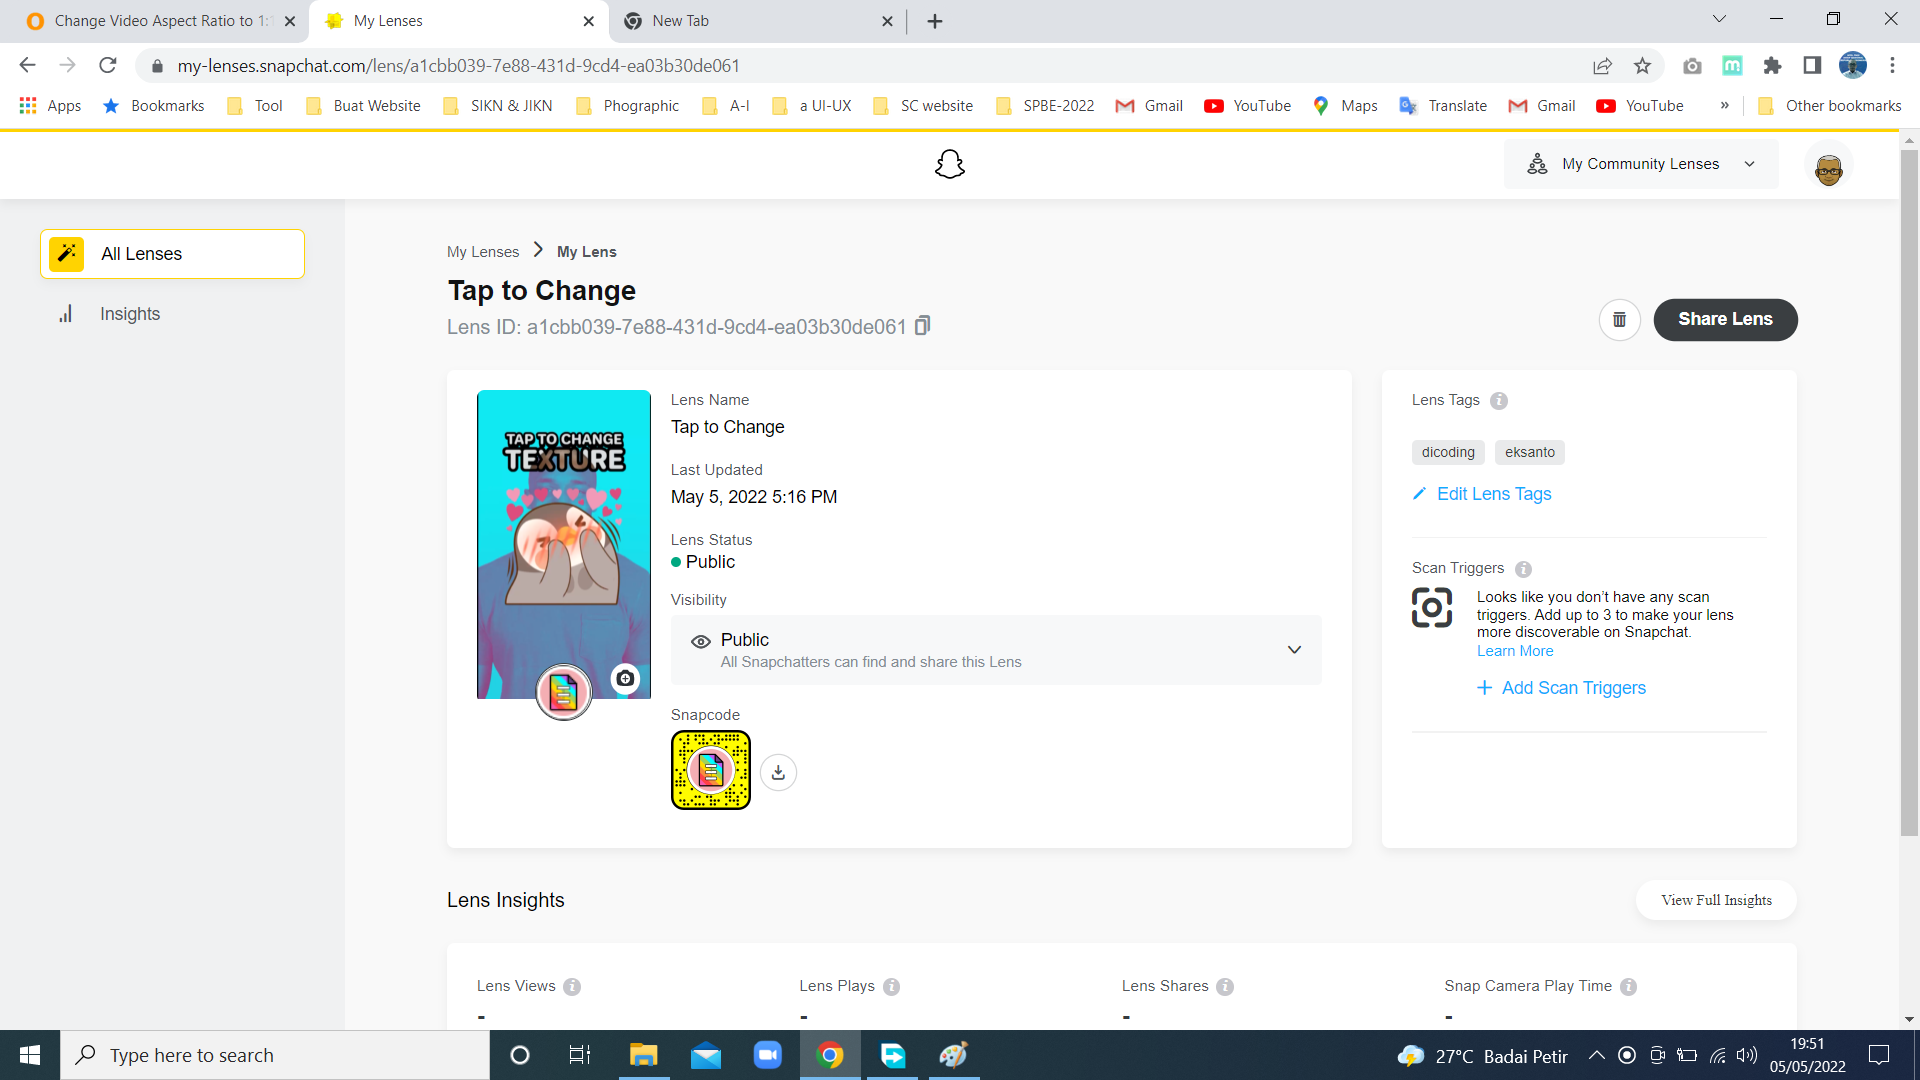 Change Video Aspect Ratio to 1:1
My Lenses
New Tab
my-lenses.snapchat.com/lens/a1cbb039-7e88-431d-9cd4-ea03b30de061
Apps
Bookmarks
Tool
Buat Website
SIKN & JIKN
Phographic
A-I
a UI-UX
SC website
SPBE-2022
Gmail
YouTube
Maps
Translate
Gmail
YouTube
»
Other bookmarks
My Community Lenses
All Lenses
Insights
My Lenses
My Lens
Tap to Change
Lens ID: a1cbb039-7e88-431d-9cd4-ea03b30de061
Share Lens
TAP TO CHANGE
TEXTURE
Lens Name
Tap to Change
Last Updated
May 5, 2022 5:16 PM
Lens Status
Public
Visibility
Public
All Snapchatters can find and share this Lens
Snapcode
Lens Tags
dicoding
eksanto
Edit Lens Tags
Scan Triggers
Looks like you don’t have any scan
triggers. Add up to 3 to make your lens
more discoverable on Snapchat.
Learn More
Add Scan Triggers
Lens Insights
View Full Insights
Lens Views
-
Lens Plays
-
Lens Shares
-
Snap Camera Play Time
-
Type here to search
27°C Badai Petir
19:51
05/05/2022